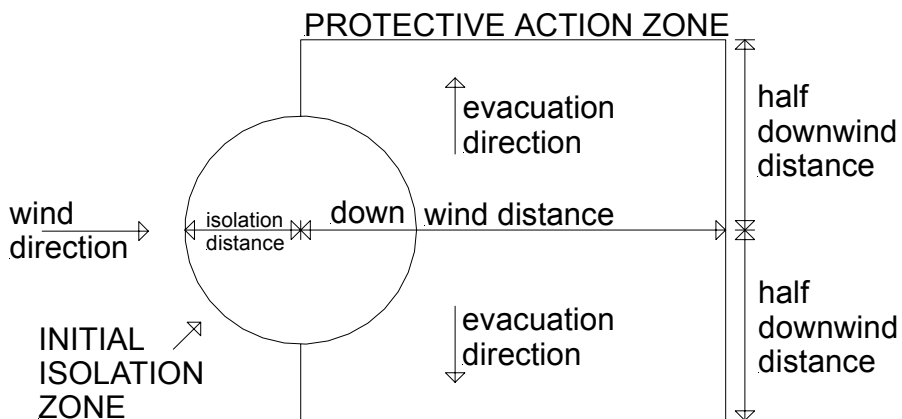 PROTECTIVE ACTION ZONE
evacuation
direction
half
downwind
distance
wind
direction
isolation
distance
down wind distance
evacuation
direction
half
downwind
distance
INITIAL
ISOLATION
ZONE